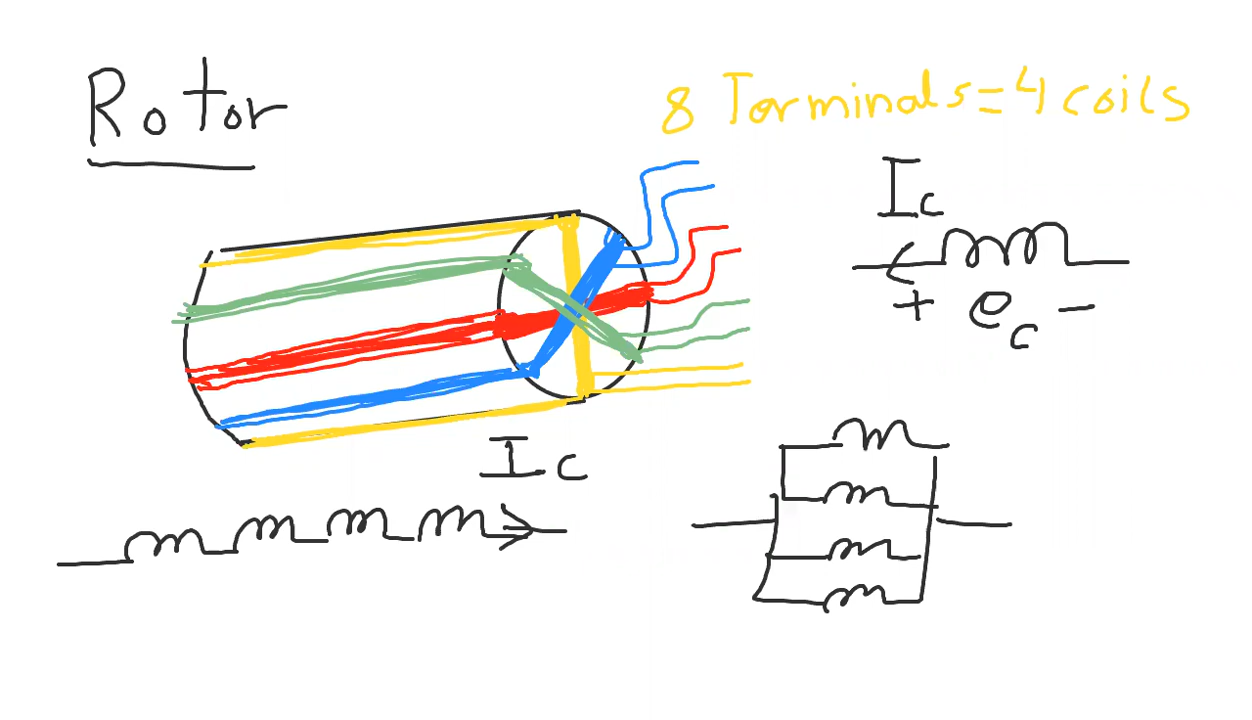 Rotor
8 Terminals=4 coils
Ic
+ ec -
Ic